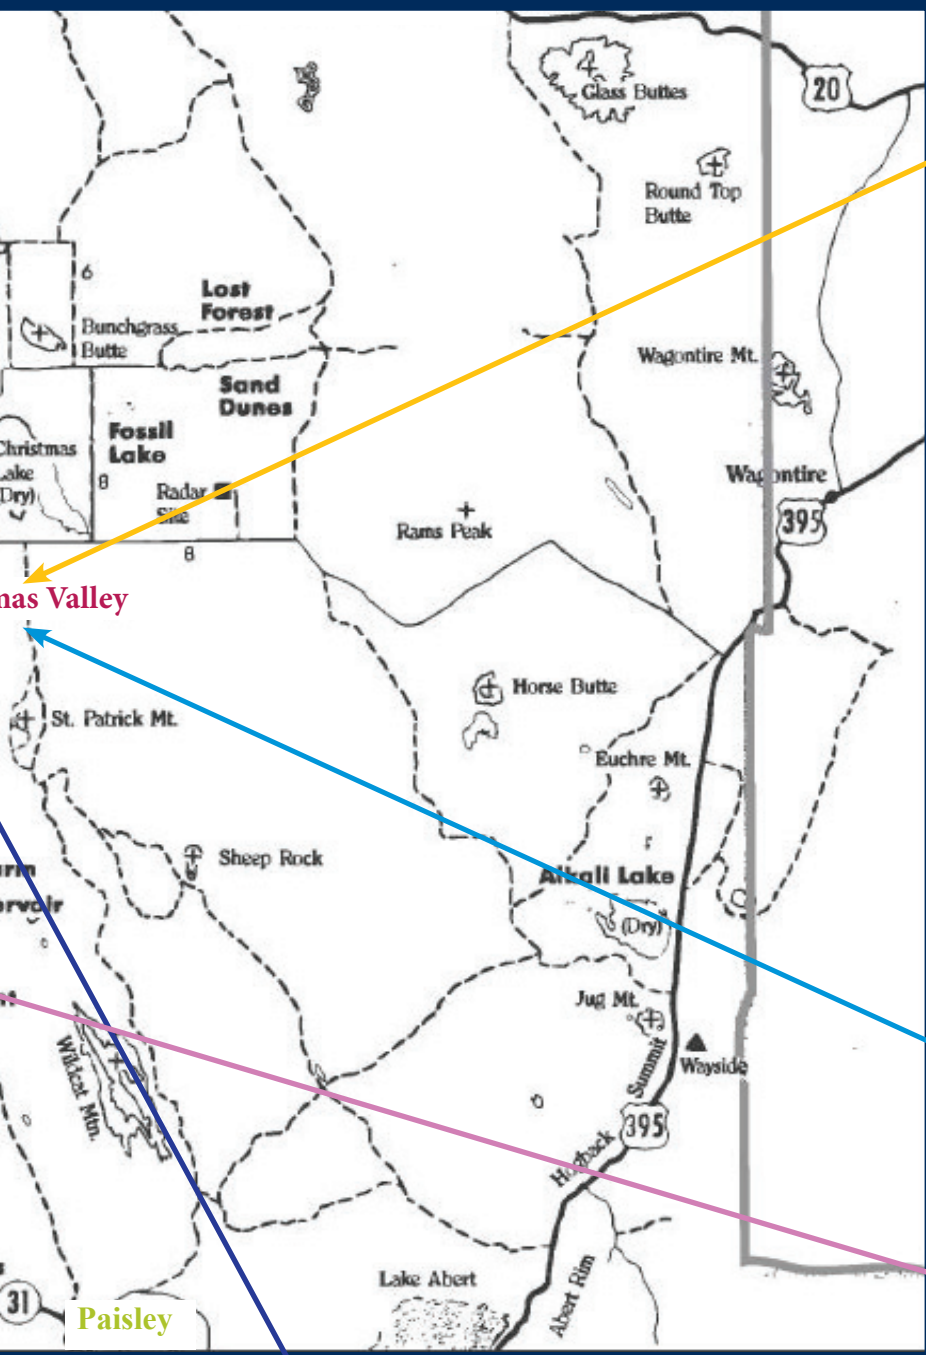 Glass Buttes
20
Round Top
Butte
6
Lost
Forest
Bunchgrass
Butte
Wagontire Mt.
Sand
Dunes
Fossil
Lake
Christmas
Lake
(Dry)
8
Radar
Site
Wagontire
395
Rams Peak
8
mas Valley
Horse Butte
St. Patrick Mt.
Euchre Mt.
Sheep Rock
Alkali Lake
(Dry)
Jug Mt.
Summit
Wayside
Wildcat Mtn.
395
Hogback
Lake Abert
Abert Rim
31
Paisley